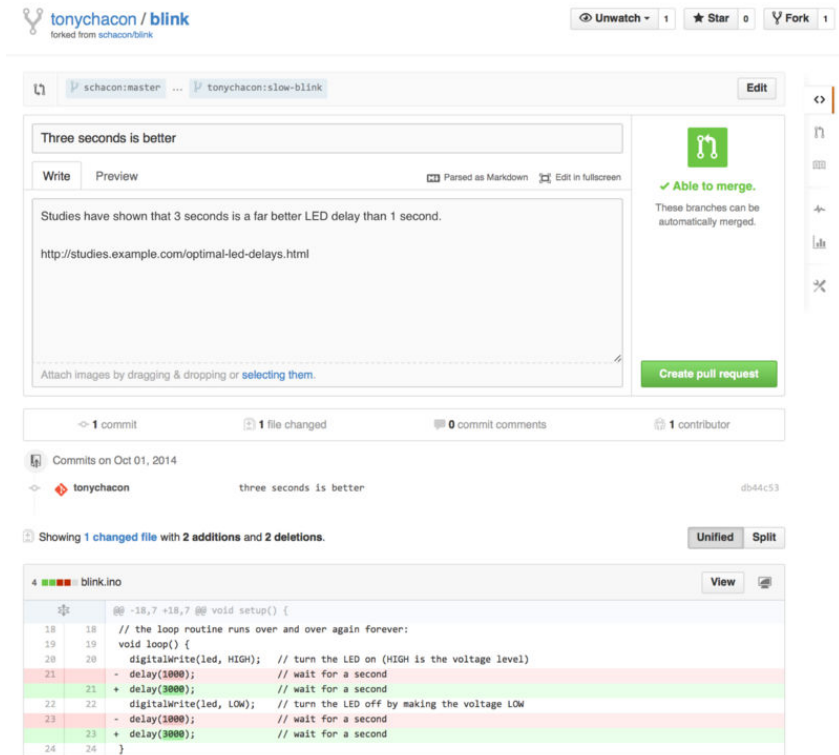 tonychacon / blink
forked from schacon/blink
Unwatch 1 Star 0 Fork 1
schacon:master ... tonychacon:slow-blink Edit
Three seconds is better
Write Preview Parsed as Markdown Edit in fullscreen
Studies have shown that 3 seconds is a far better LED delay than 1 second.
http://studies.example.com/optimal-led-delays.html
Attach images by dragging & dropping or selecting them.
✓ Able to merge.
These branches can be
automatically merged.
Create pull request
1 commit 1 file changed 0 commit comments 1 contributor
Commits on Oct 01, 2014
tonychacon three seconds is better db44c53
Showing 1 changed file with 2 additions and 2 deletions. Unified Split
4 blink.ino View
@@ -18,7 +18,7 @@ void setup() {
18 18 // the loop routine runs over and over again forever:
19 19 void loop() {
20 20 digitalWrite(led, HIGH); // turn the LED on (HIGH is the voltage level)
21 - delay(1000); // wait for a second
21 + delay(3000); // wait for a second
22 22 digitalWrite(led, LOW); // turn the LED off by making the voltage LOW
23 - delay(1000); // wait for a second
23 + delay(3000); // wait for a second
24 24 }